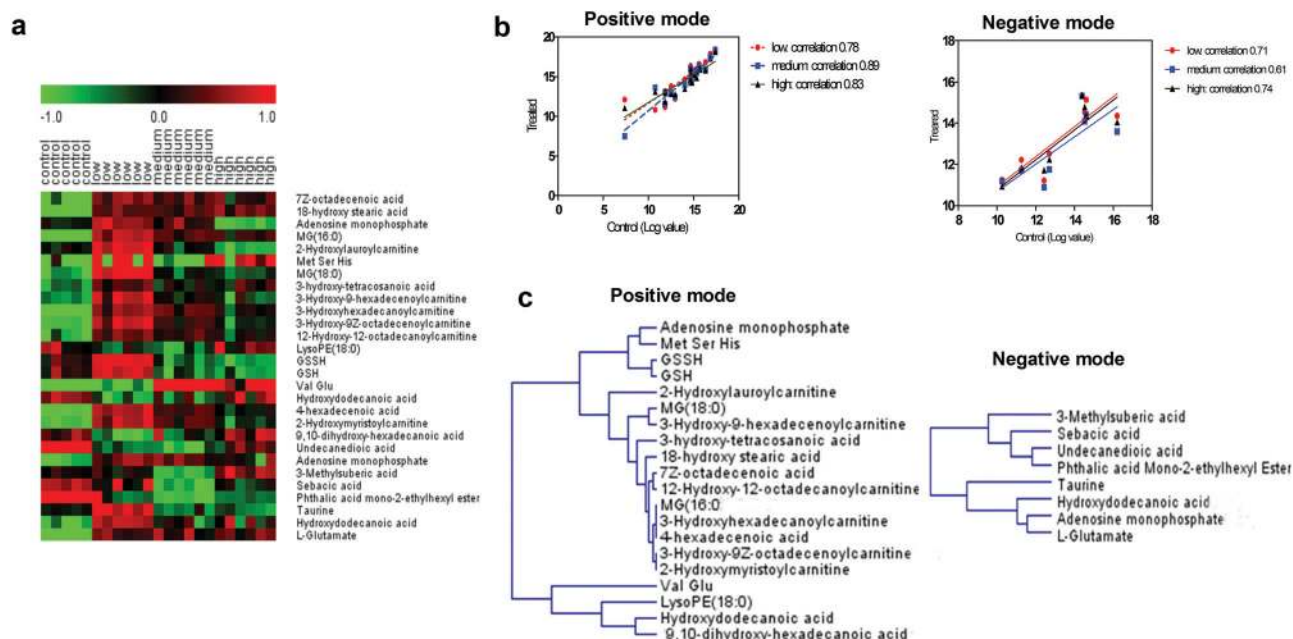 a
-1.0 0.0 1.0
control
control
control
control
control
low
low
low
low
low
medium
medium
medium
medium
medium
medium
high
high
high
high
high
high
7Z-octadecenoic acid
18-hydroxy stearic acid
Adenosine monophosphate
MG(16:0)
2-Hydroxylauroylcarnitine
Met Ser His
MG(18:0)
3-hydroxy-tetracosanoic acid
3-Hydroxy-9-hexadecenoylcarnitine
3-Hydroxyhexadecanoylcarnitine
3-Hydroxy-9Z-octadecenoylcarnitine
12-Hydroxy-12-octadecanoylcarnitine
LysoPE(18:0)
GSSH
GSH
Val Glu
Hydroxydodecanoic acid
4-hexadecenoic acid
2-Hydroxymyristoylcarnitine
9,10-dihydroxy-hexadecanoic acid
Undecanedioic acid
Adenosine monophosphate
3-Methylsuberic acid
Sebacic acid
Phthalic acid mono-2-ethylhexyl ester
Taurine
Hydroxydodecanoic acid
L-Glutamate
b
Positive mode
20
15
10
5
0
Treated
0 5 10 15 20
Control (Log value)
low: correlation 0.78
medium: correlation 0.89
high: correlation 0.83
Negative mode
18
16
14
12
10
Treared
8 10 12 14 16 18
Control (Log value)
low: correlation 0.71
medium: correlation 0.61
high: correlation 0.74
c
Positive mode
Adenosine monophosphate
Met Ser His
GSSH
GSH
2-Hydroxylauroylcarnitine
MG(18:0)
3-Hydroxy-9-hexadecenoylcarnitine
3-hydroxy-tetracosanoic acid
18-hydroxy stearic acid
7Z-octadecenoic acid
12-Hydroxy-12-octadecanoylcarnitine
MG(16:0
3-Hydroxyhexadecanoylcarnitine
4-hexadecenoic acid
3-Hydroxy-9Z-octadecenoylcarnitine
2-Hydroxymyristoylcarnitine
Val Glu
LysoPE(18:0)
Hydroxydodecanoic acid
9,10-dihydroxy-hexadecanoic acid
Negative mode
3-Methylsuberic acid
Sebacic acid
Undecanedioic acid
Phthalic acid Mono-2-ethylhexyl Ester
Taurine
Hydroxydodecanoic acid
Adenosine monophosphate
L-Glutamate